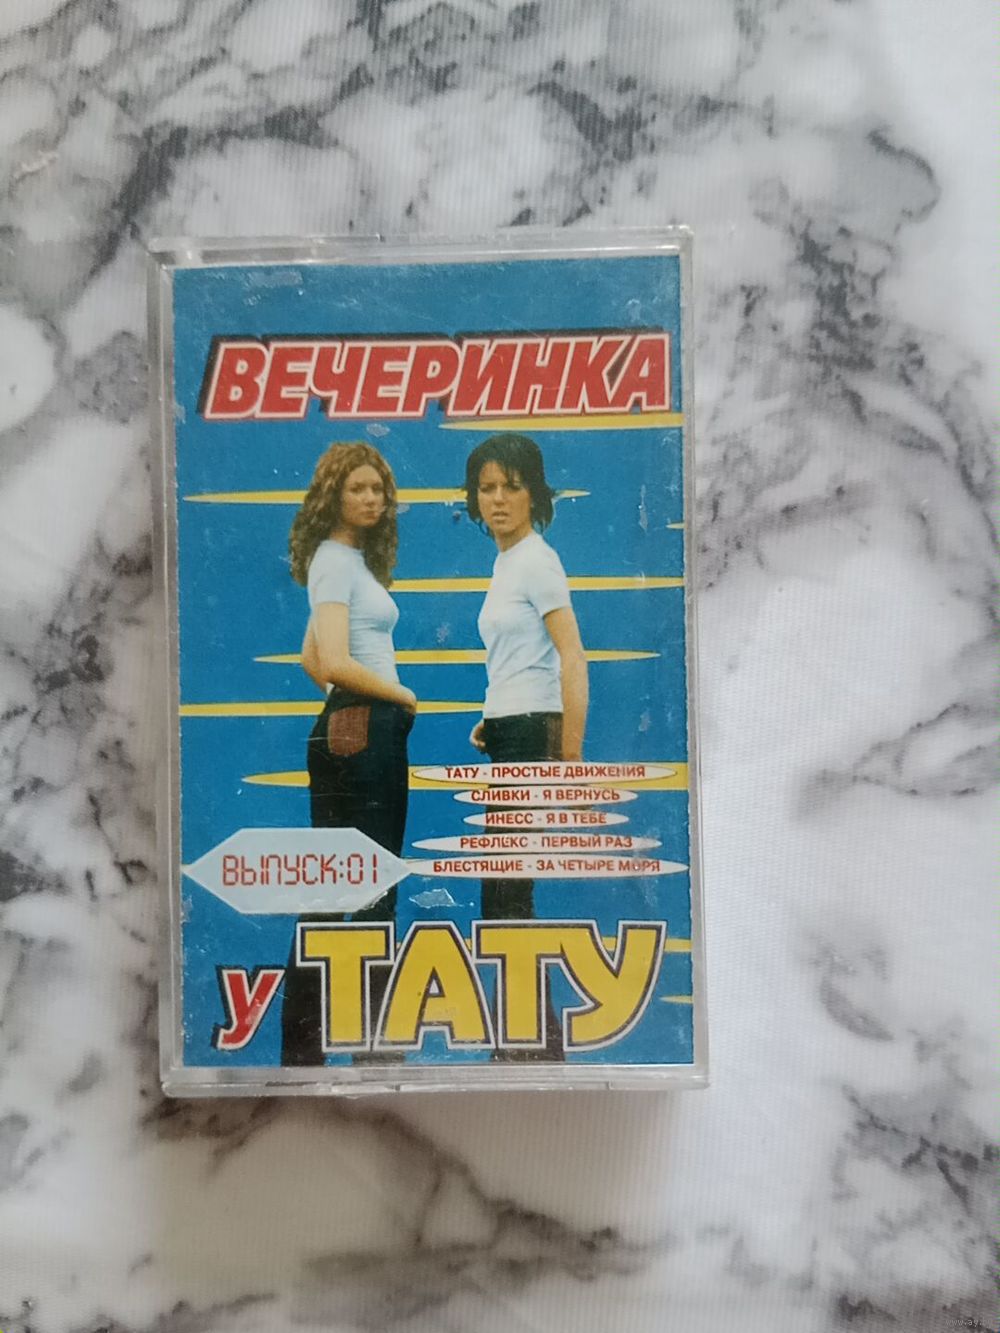 ВЕЧЕРИНКА
ТАТУ - ПРОСТЫЕ ДВИЖЕНИЯ
СЛИВКИ - Я ВЕРНУСЬ
ИНЕСС - Я В ТЕБЕ
РЕФЛЕКС - ПЕРВЫЙ РАЗ
БЛЕСТЯЩИЕ - ЗА ЧЕТЫРЕ МОРЯ
ВЫПУСК:01
у ТАТУ